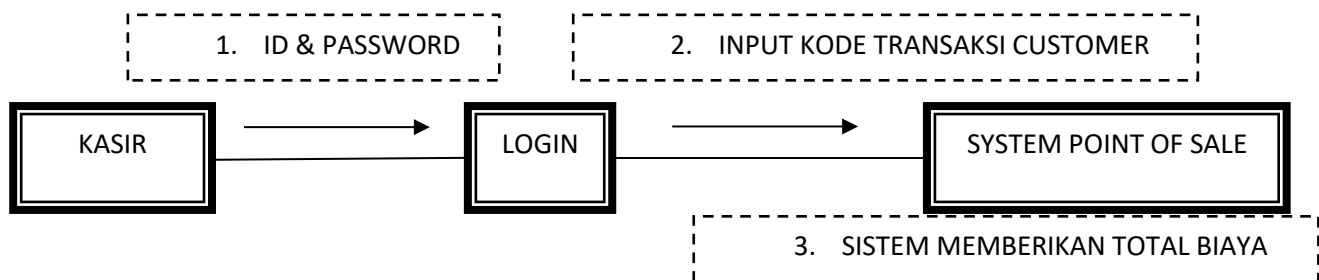 1. ID & PASSWORD
2. INPUT KODE TRANSAKSI CUSTOMER
KASIR
LOGIN
SYSTEM POINT OF SALE
3. SISTEM MEMBERIKAN TOTAL BIAYA